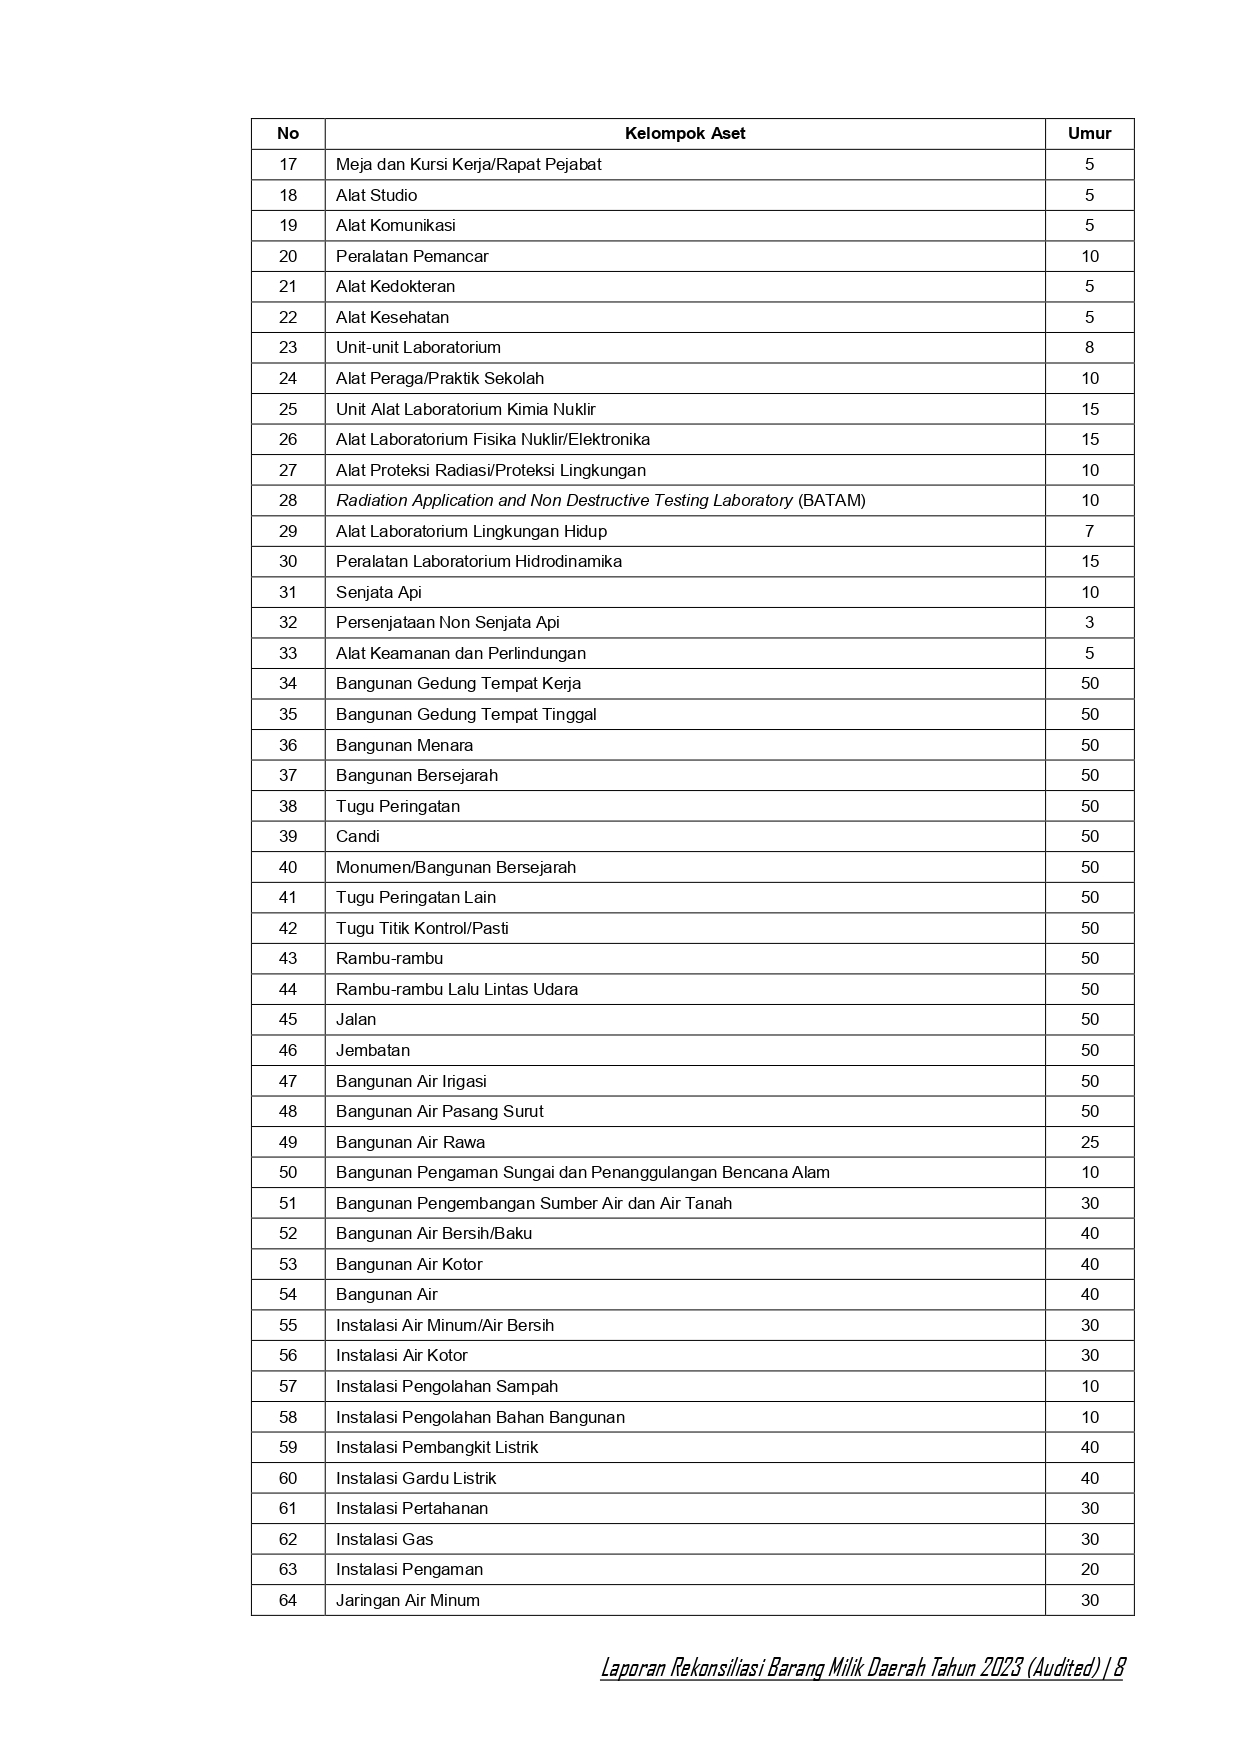 No Kelompok Aset Umur
17 Meja dan Kursi Kerja/Rapat Pejabat 5
18 Alat Studio 5
19 Alat Komunikasi 5
20 Peralatan Pemancar 10
21 Alat Kedokteran 5
22 Alat Kesehatan 5
23 Unit-unit Laboratorium 8
24 Alat Peraga/Praktik Sekolah 10
25 Unit Alat Laboratorium Kimia Nuklir 15
26 Alat Laboratorium Fisika Nuklir/Elektronika 15
27 Alat Proteksi Radiasi/Proteksi Lingkungan 10
28 Radiation Application and Non Destructive Testing Laboratory (BATAM) 10
29 Alat Laboratorium Lingkungan Hidup 7
30 Peralatan Laboratorium Hidrodinamika 15
31 Senjata Api 10
32 Persenjataan Non Senjata Api 3
33 Alat Keamanan dan Perlindungan 5
34 Bangunan Gedung Tempat Kerja 50
35 Bangunan Gedung Tempat Tinggal 50
36 Bangunan Menara 50
37 Bangunan Bersejarah 50
38 Tugu Peringatan 50
39 Candi 50
40 Monumen/Bangunan Bersejarah 50
41 Tugu Peringatan Lain 50
42 Tugu Titik Kontrol/Pasti 50
43 Rambu-rambu 50
44 Rambu-rambu Lalu Lintas Udara 50
45 Jalan 50
46 Jembatan 50
47 Bangunan Air Irigasi 50
48 Bangunan Air Pasang Surut 50
49 Bangunan Air Rawa 25
50 Bangunan Pengaman Sungai dan Penanggulangan Bencana Alam 10
51 Bangunan Pengembangan Sumber Air dan Air Tanah 30
52 Bangunan Air Bersih/Baku 40
53 Bangunan Air Kotor 40
54 Bangunan Air 40
55 Instalasi Air Minum/Air Bersih 30
56 Instalasi Air Kotor 30
57 Instalasi Pengolahan Sampah 10
58 Instalasi Pengolahan Bahan Bangunan 10
59 Instalasi Pembangkit Listrik 40
60 Instalasi Gardu Listrik 40
61 Instalasi Pertahanan 30
62 Instalasi Gas 30
63 Instalasi Pengaman 20
64 Jaringan Air Minum 30
Laporan Rekonsiliasi Barang Milik Daerah Tahun 2023 (Audited) | 8